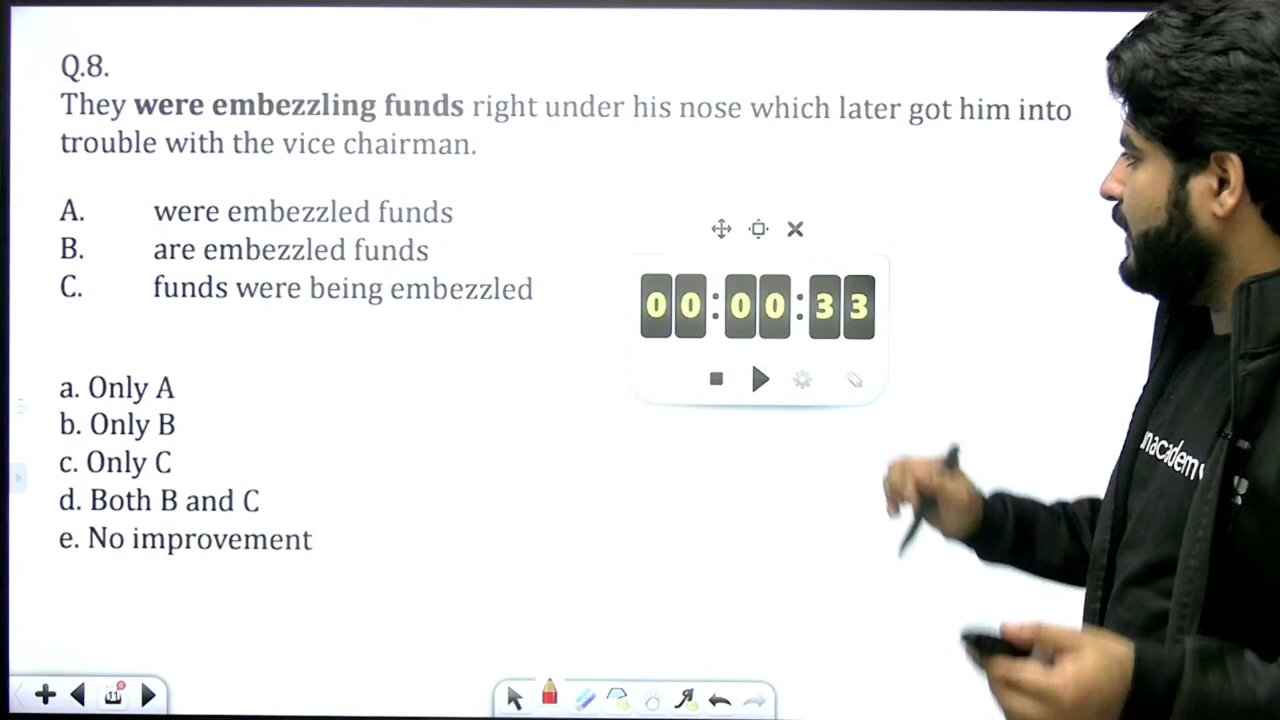 Q.8.
They were embezzling funds right under his nose which later got him into
trouble with the vice chairman.
A. were embezzled funds
B. are embezzled funds
C. funds were being embezzled
00:00:33
a. Only A
b. Only B
c. Only C
d. Both B and C
e. No improvement
nacadem
11